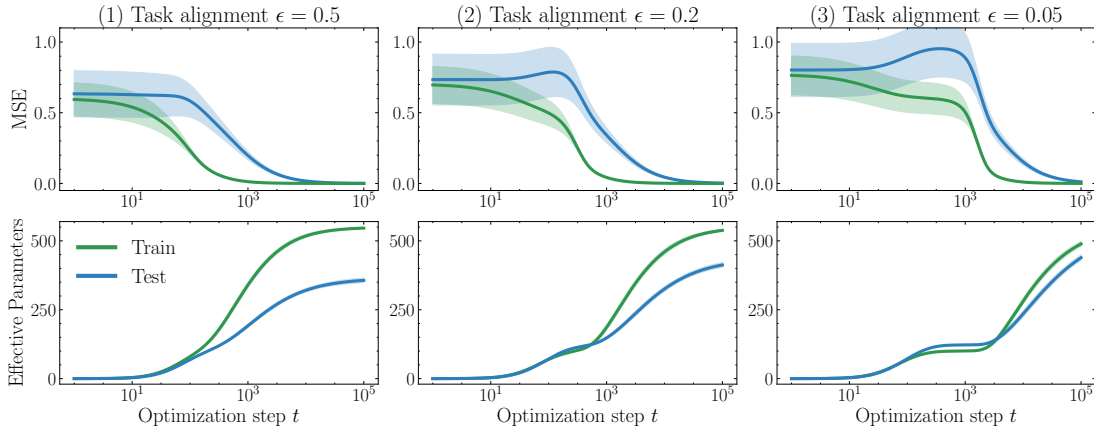 (1) Task alignment ϵ = 0.5
(2) Task alignment ϵ = 0.2
(3) Task alignment ϵ = 0.05
MSE
1.0
0.5
0.0
10¹ 10³ 10⁵
1.0
0.5
0.0
10¹ 10³ 10⁵
1.0
0.5
0.0
10¹ 10³ 10⁵
Effective Parameters
500
250
0
Train
Test
10¹ 10³ 10⁵
Optimization step t
500
250
0
10¹ 10³ 10⁵
Optimization step t
500
250
0
10¹ 10³ 10⁵
Optimization step t